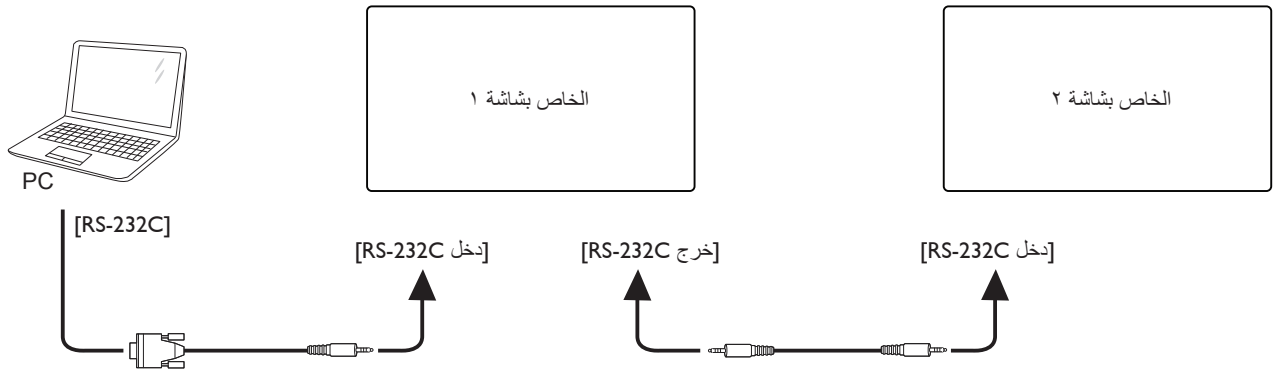 الخاص بشاشة ١
الخاص بشاشة ٢
PC
[RS-232C]
[دخل RS-232C]
[خرج RS-232C]
[دخل RS-232C]